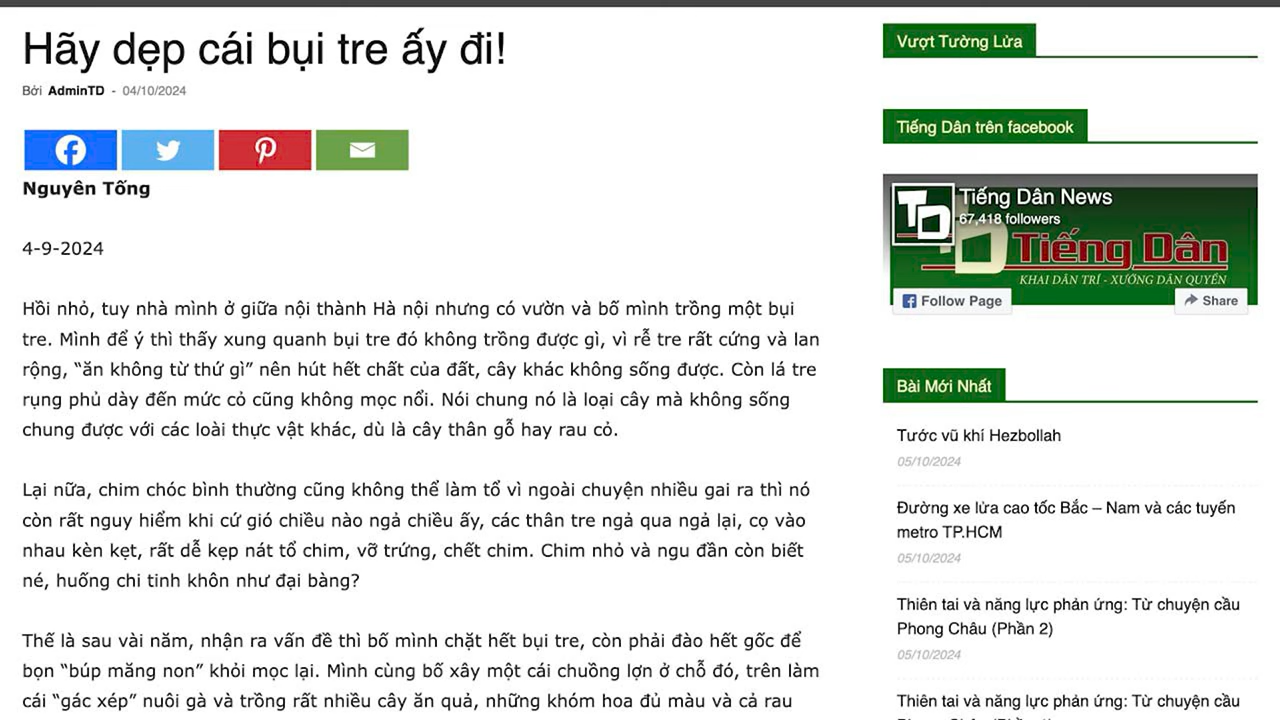 Hãy dẹp cái bụi tre ấy đi!
Bởi AdminTD - 04/10/2024
Nguyên Tống
4-9-2024
Hồi nhỏ, tuy nhà mình ở giữa nội thành Hà nội nhưng có vườn và bố mình trồng một bụi
tre. Mình để ý thì thấy xung quanh bụi tre đó không trồng được gì, vì rễ tre rất cứng và lan
rộng, “ăn không từ thứ gì” nên hút hết chất của đất, cây khác không sống được. Còn lá tre
rụng phủ dày đến mức cỏ cũng không mọc nổi. Nói chung nó là loại cây mà không sống
chung được với các loài thực vật khác, dù là cây thân gỗ hay rau cỏ.
Lại nữa, chim chóc bình thường cũng không thể làm tổ vì ngoài chuyện nhiều gai ra thì nó
còn rất nguy hiểm khi cứ gió chiều nào ngả chiều ấy, các thân tre ngả qua ngả lại, cọ vào
nhau kèn kẹt, rất dễ kẹp nát tổ chim, vỡ trứng, chết chim. Chim nhỏ và ngu đần còn biết
né, huống chi tinh khôn như đại bàng?
Thế là sau vài năm, nhận ra vấn đề thì bố mình chặt hết bụi tre, còn phải đào hết gốc để
bọn “búp măng non” khỏi mọc lại. Mình cùng bố xây một cái chuồng lợn ở chỗ đó, trên làm
cái “gác xép” nuôi gà và trồng rất nhiều cây ăn quả, những khóm hoa đủ màu và cả rau
Vượt Tường Lửa
Tiếng Dân trên facebook
TD
Tiếng Dân News
67,418 followers
Tiếng Dân
KHAI DÂN TRÍ - XƯỚNG DÂN QUYỀN
Follow Page
Share
Bài Mới Nhất
Tước vũ khí Hezbollah
05/10/2024
Đường xe lửa cao tốc Bắc – Nam và các tuyến
metro TP.HCM
05/10/2024
Thiên tai và năng lực phản ứng: Từ chuyện cầu
Phong Châu (Phần 2)
05/10/2024
Thiên tai và năng lực phản ứng: Từ chuyện cầu